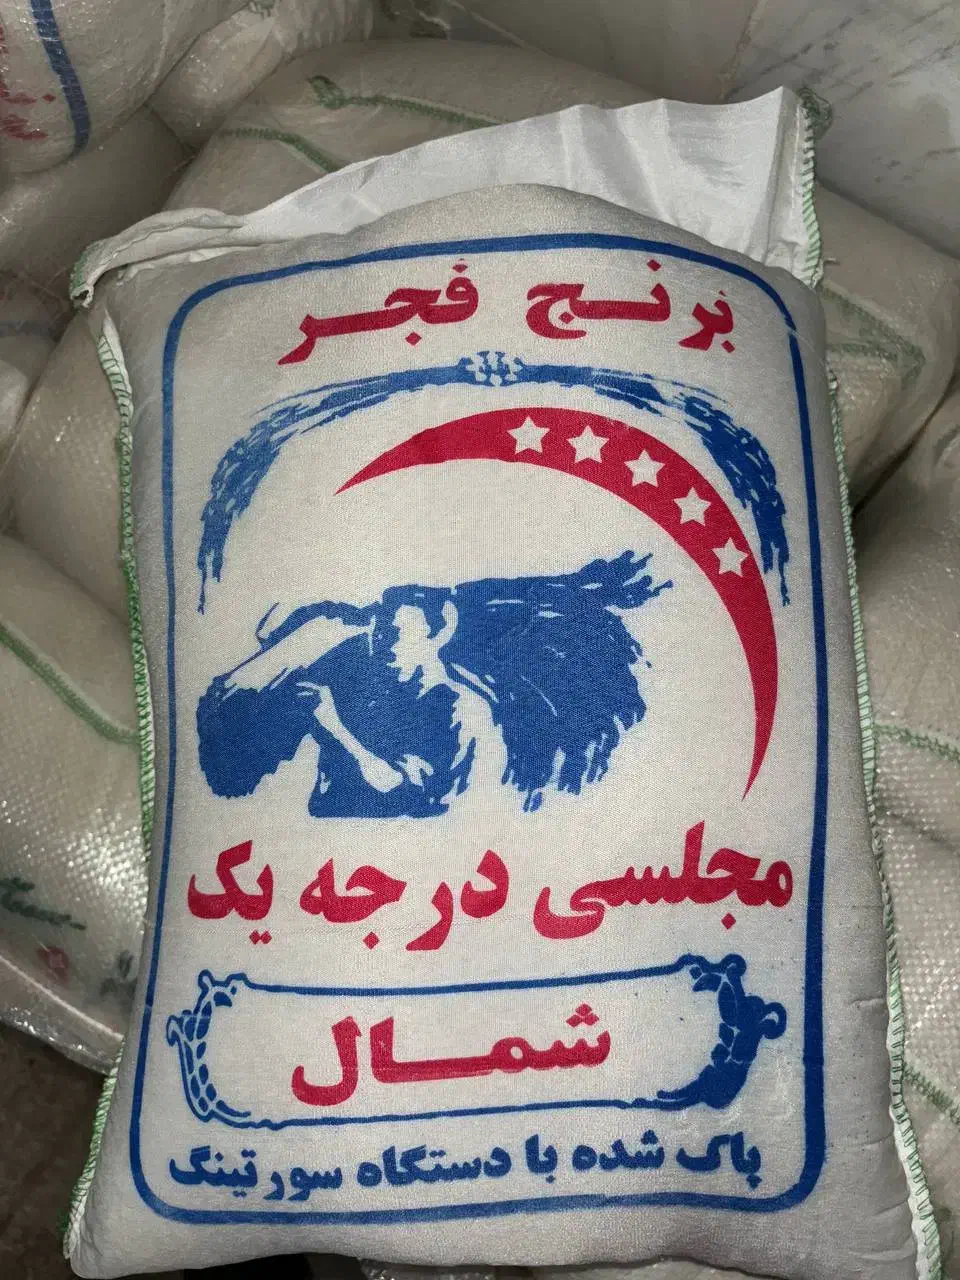 برنج فجر
مجلسی درجه یک
شمال
پاک شده با دستگاه سورتینگ